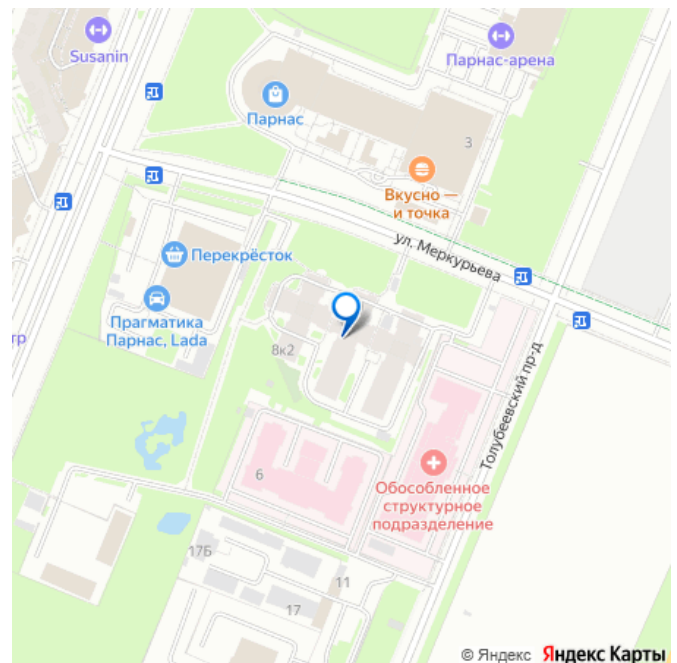 Susanin
Парнас-арена
Парнас
3
Вкусно —
и точка
ул. Меркурьева
Перекрёсток
Прагматика
Парнас, Lada
тр
8к2
Толубеевский пр-д
6
Обособленное
структурное
подразделение
17Б
11
17
© Яндекс Яндекс Карты